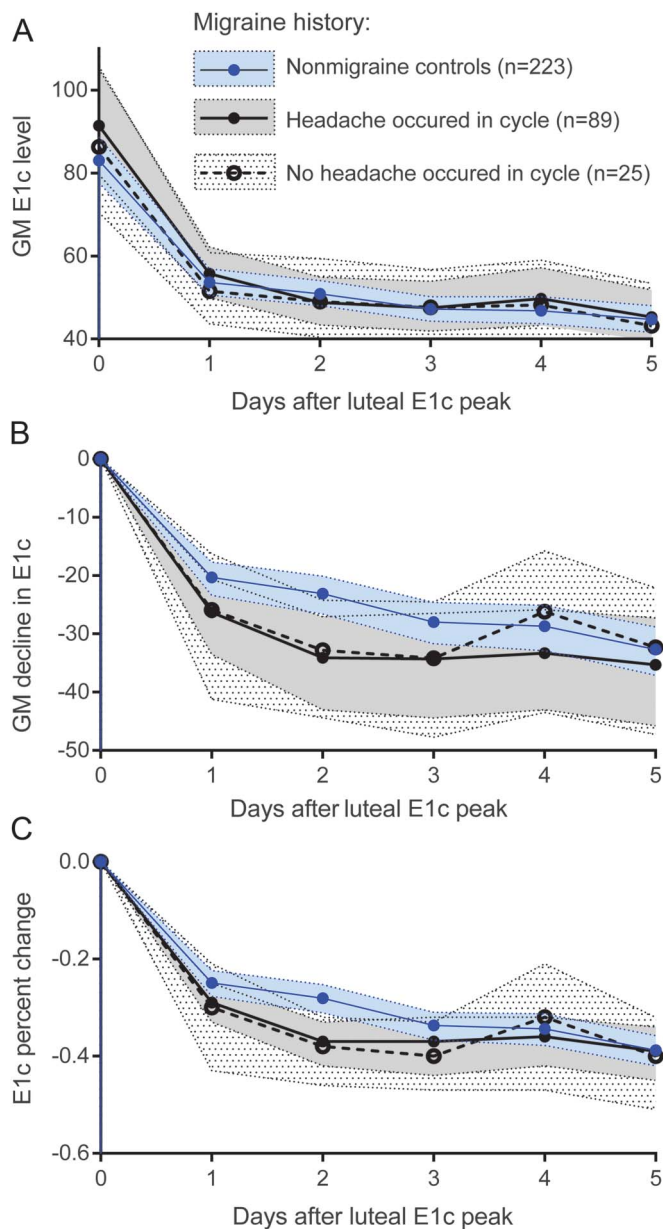 A
Migraine history:
Nonmigraine controls (n=223)
Headache occured in cycle (n=89)
No headache occured in cycle (n=25)
GM E1c level
100
80
60
40
0 1 2 3 4 5
Days after luteal E1c peak
B
GM decline in E1c
0
-10
-20
-30
-40
-50
0 1 2 3 4 5
Days after luteal E1c peak
C
E1c percent change
0.0
-0.2
-0.4
-0.6
0 1 2 3 4 5
Days after luteal E1c peak